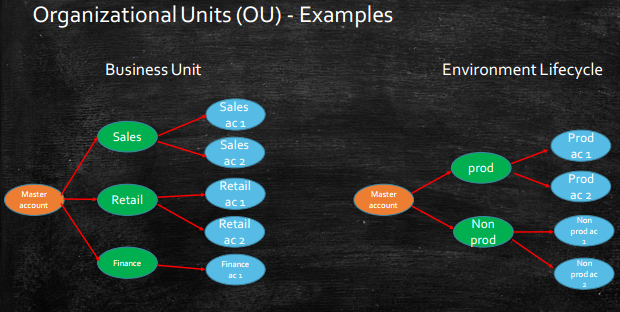 Organizational Units (OU) - Examples
Business Unit
Environment Lifecycle
Master
account
Sales
Retail
Finance
Sales
ac 1
Sales
ac 2
Retail
ac 1
Retail
ac 2
Finance
ac 1
Master
account
prod
Non
prod
Prod
ac 1
Prod
ac 2
Non
prod ac
1
Non
prod ac
2